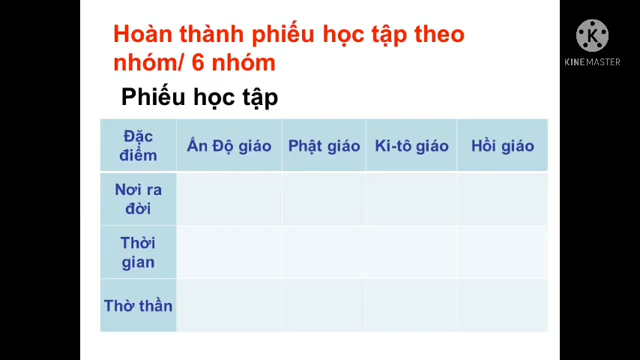 Hoàn thành phiếu học tập theo
nhóm/ 6 nhóm
KINEMASTER
Phiếu học tập
Đặc điểm
Ấn Độ giáo
Phật giáo
Ki-tô giáo
Hồi giáo
Nơi ra
đời
Thời
gian
Thờ thần